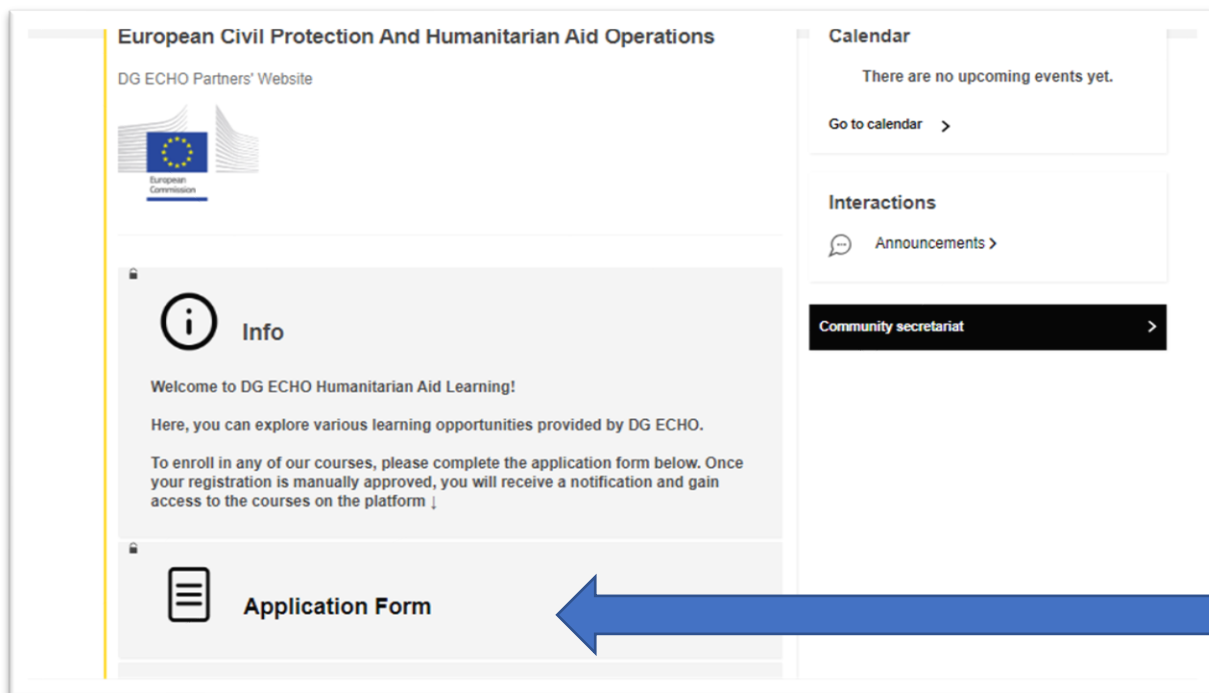 European Civil Protection And Humanitarian Aid Operations
DG ECHO Partners' Website
European
Commission
Info
Welcome to DG ECHO Humanitarian Aid Learning!
Here, you can explore various learning opportunities provided by DG ECHO.
To enroll in any of our courses, please complete the application form below. Once
your registration is manually approved, you will receive a notification and gain
access to the courses on the platform ↓
Application Form
Calendar
There are no upcoming events yet.
Go to calendar >
Interactions
Announcements >
Community secretariat >